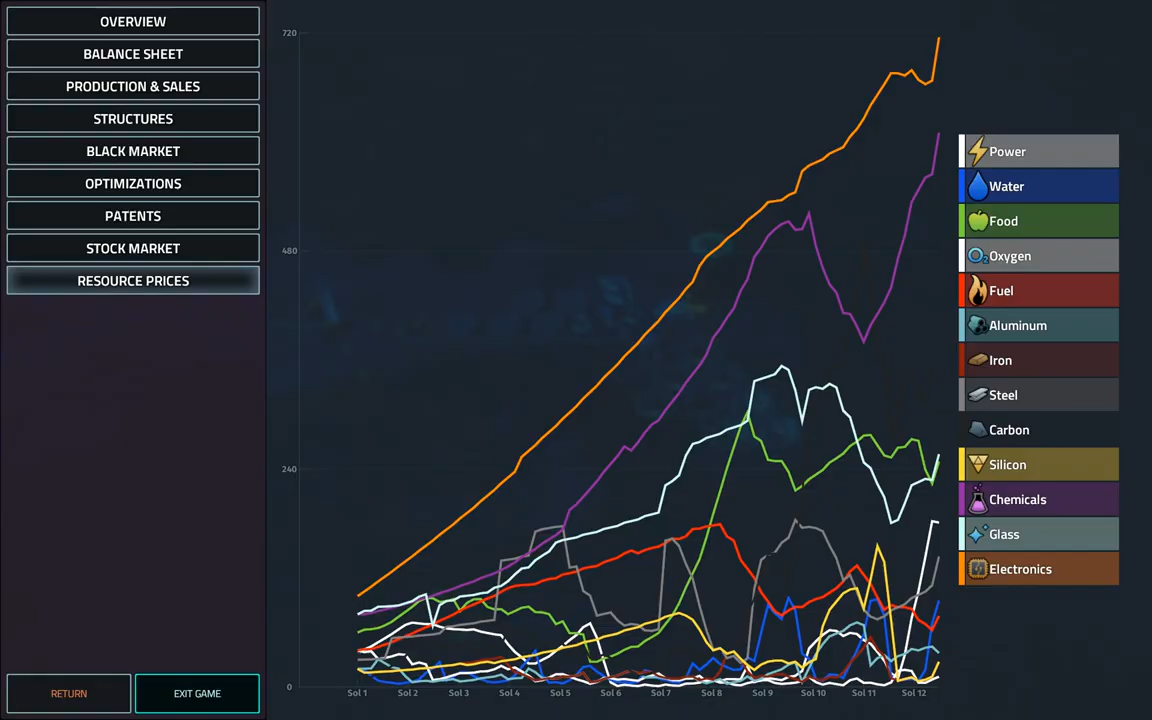 OVERVIEW
BALANCE SHEET
PRODUCTION & SALES
STRUCTURES
BLACK MARKET
OPTIMIZATIONS
PATENTS
STOCK MARKET
RESOURCE PRICES
RETURN
EXIT GAME
720
480
240
0
Sol 1 Sol 2 Sol 3 Sol 4 Sol 5 Sol 6 Sol 7 Sol 8 Sol 9 Sol 10 Sol 11 Sol 12
Power
Water
Food
O₂ Oxygen
Fuel
Aluminum
Iron
Steel
Carbon
Silicon
Chemicals
Glass
Electronics